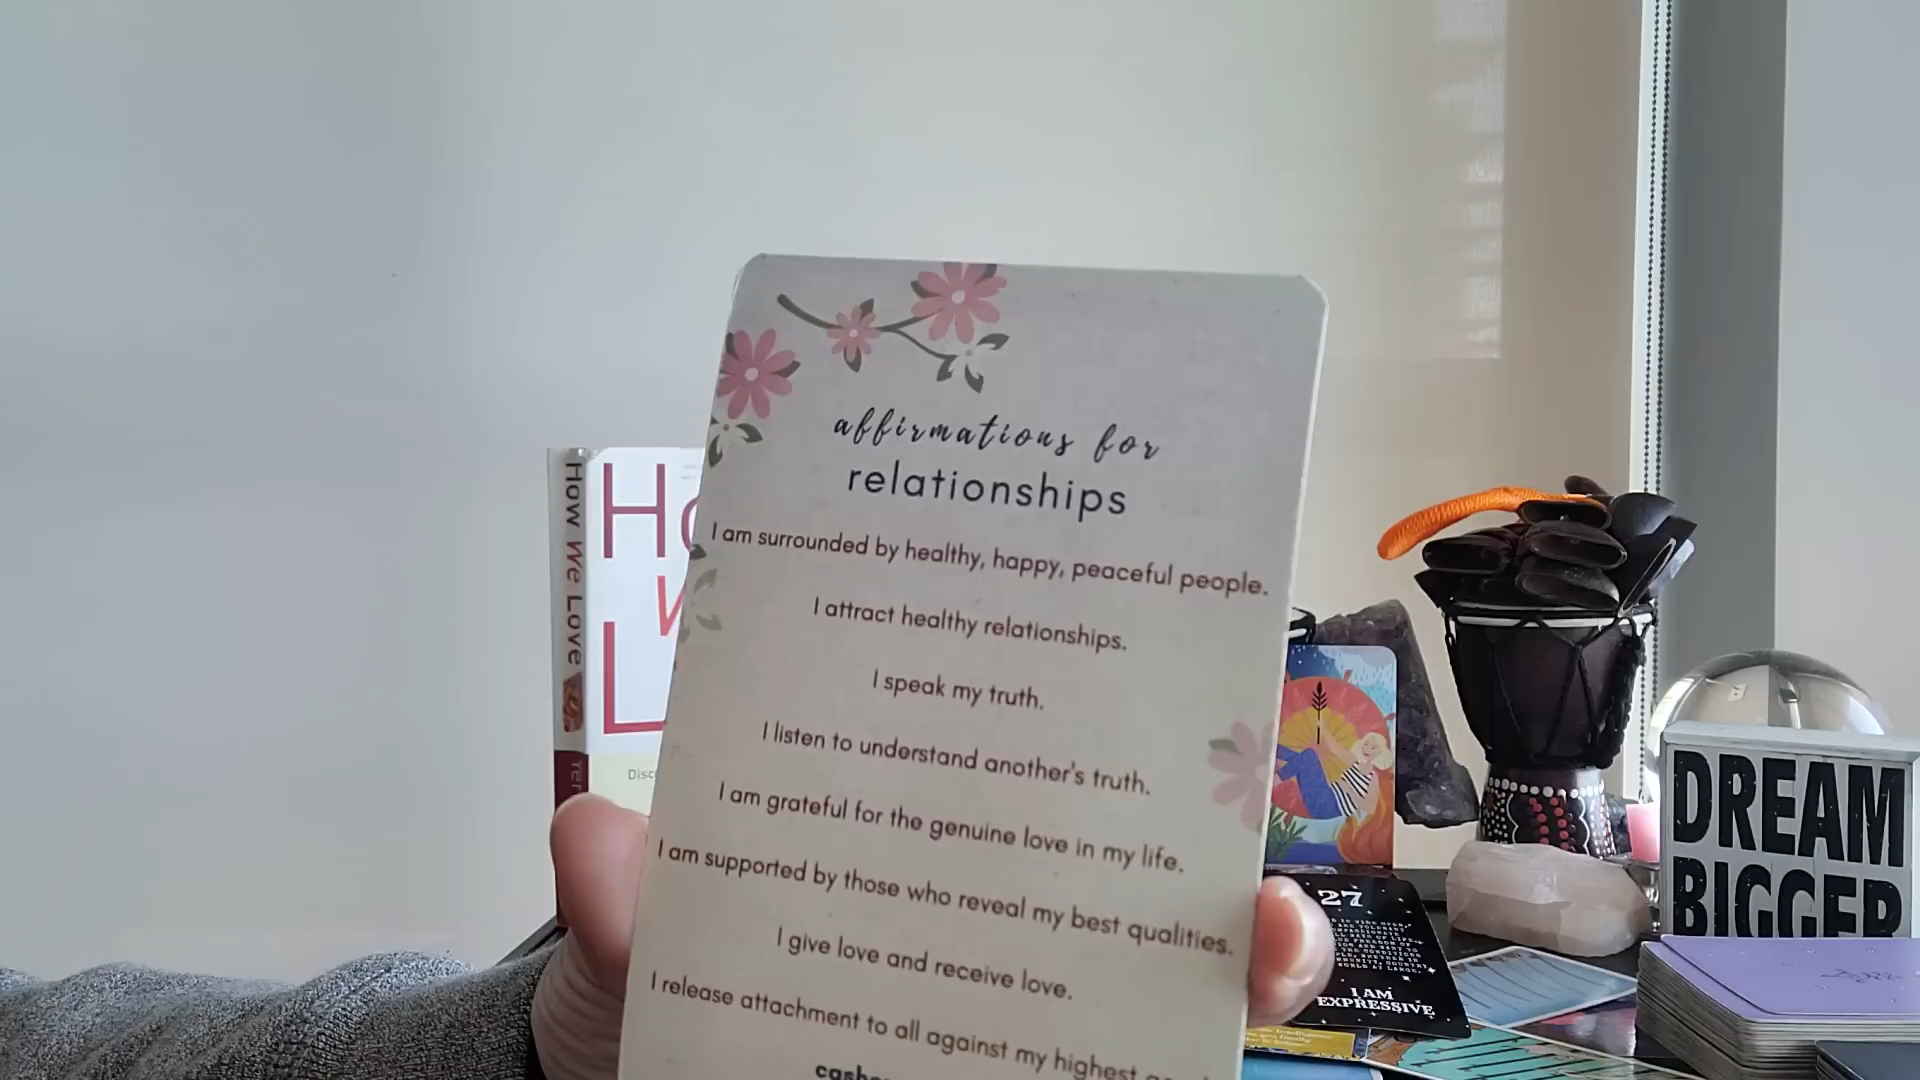 affirmations for
relationships
I am surrounded by healthy, happy, peaceful people.
I attract healthy relationships.
I speak my truth.
I listen to understand another's truth.
I am grateful for the genuine love in my life.
I am supported by those who reveal my best qualities.
I give love and receive love.
I release attachment to all against my highest
How We Love
DREAM
BIGGER
27
I AM
EXPRESSIVE